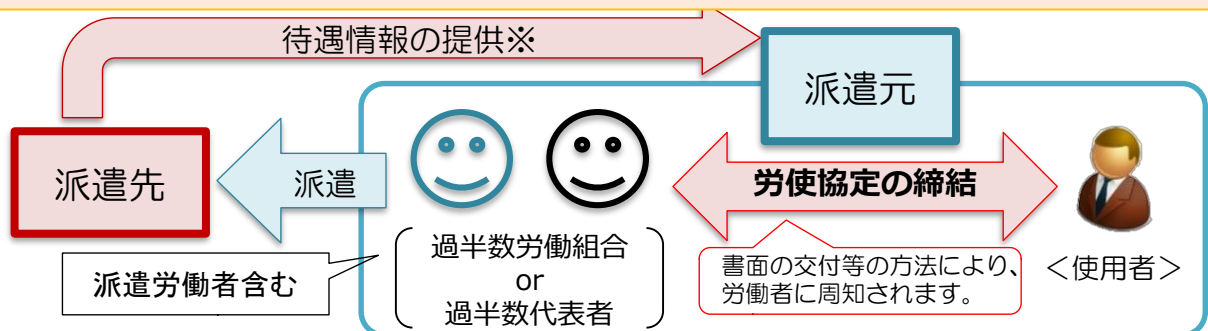 待遇情報の提供※
派遣元
派遣先
派遣
労使協定の締結
過半数労働組合
or
過半数代表者
派遣労働者含む
書面の交付等の方法により、
労働者に周知されます。
＜使用者＞